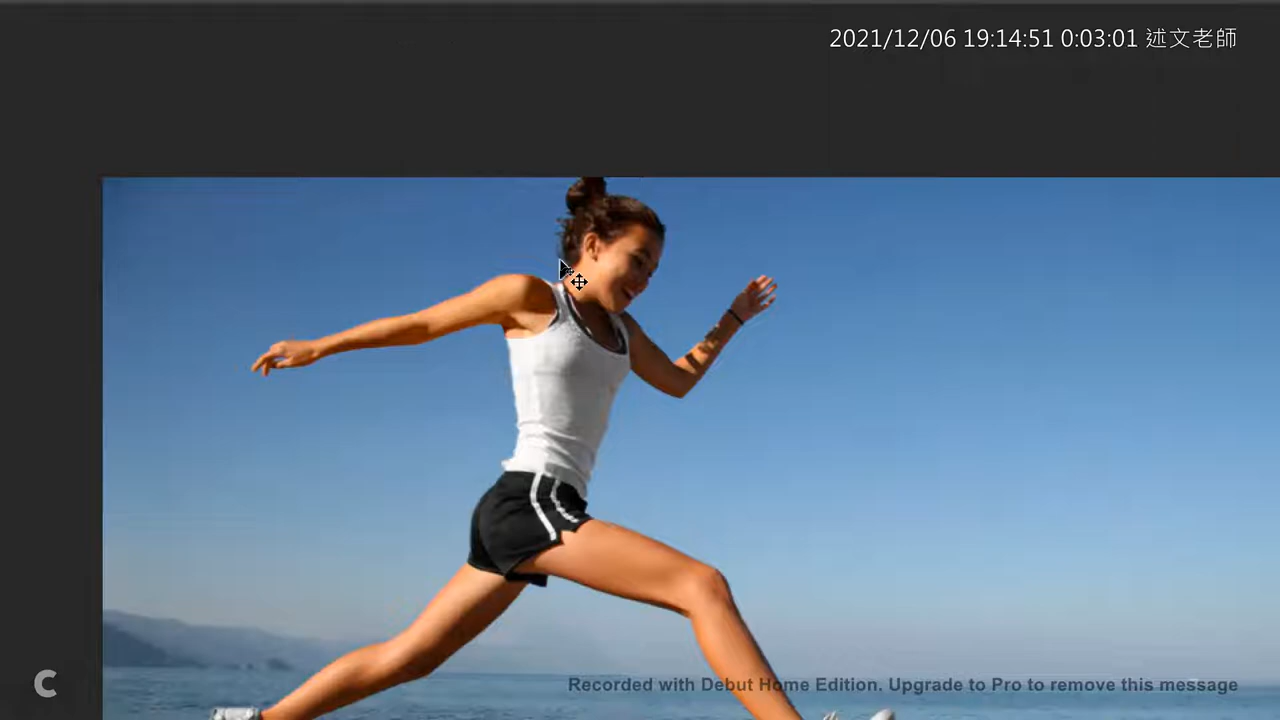 2021/12/06 19:14:51 0:03:01 述文老師
C
Recorded with Debut Home Edition. Upgrade to Pro to remove this message